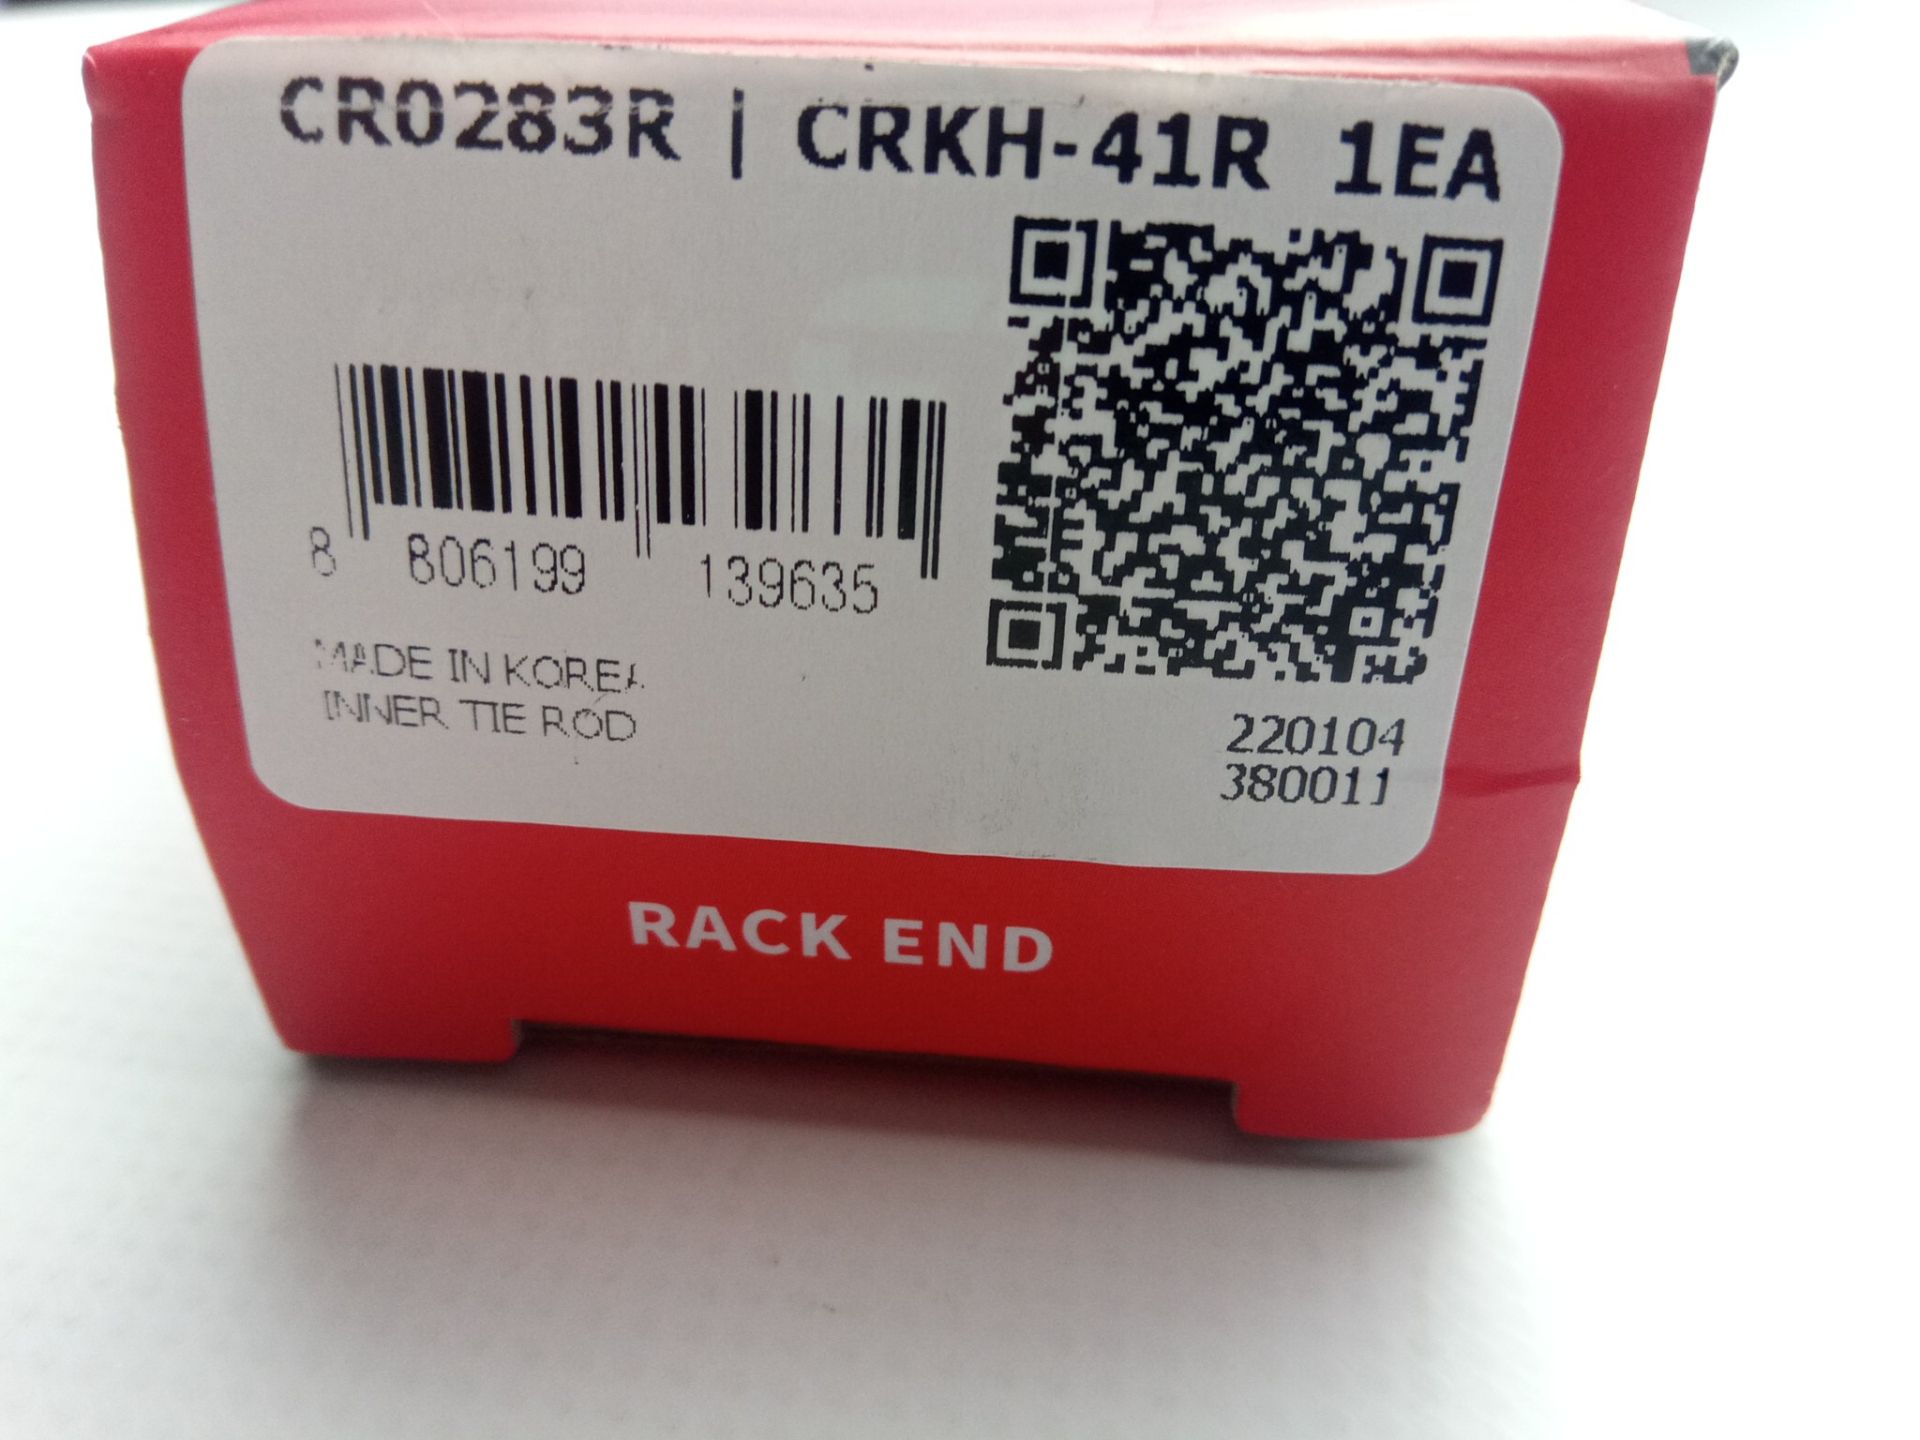 CR0283R | CRKH-41R 1EA
8 806199 139635
MADE IN KOREA
INNER TIE ROD
220104
380011
RACK END